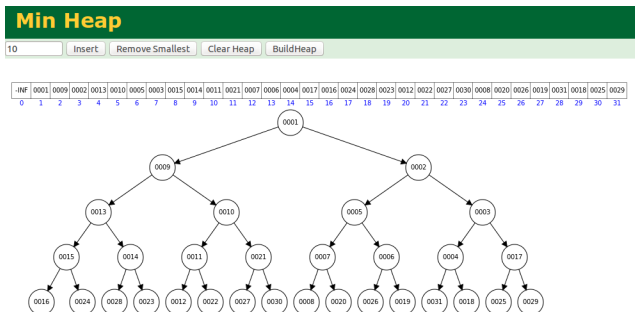 Min Heap
10 Insert Remove Smallest Clear Heap BuildHeap
-INF 0001 0009 0002 0013 0010 0005 0003 0015 0014 0011 0021 0007 0006 0004 0017 0016 0024 0028 0023 0012 0022 0027 0030 0008 0020 0026 0019 0031 0018 0025 0029
0 1 2 3 4 5 6 7 8 9 10 11 12 13 14 15 16 17 18 19 20 21 22 23 24 25 26 27 28 29 30 31
0001
0009 0002
0013 0010 0005 0003
0015 0014 0011 0021 0007 0006 0004 0017
0016 0024 0028 0023 0012 0022 0027 0030 0008 0020 0026 0019 0031 0018 0025 0029